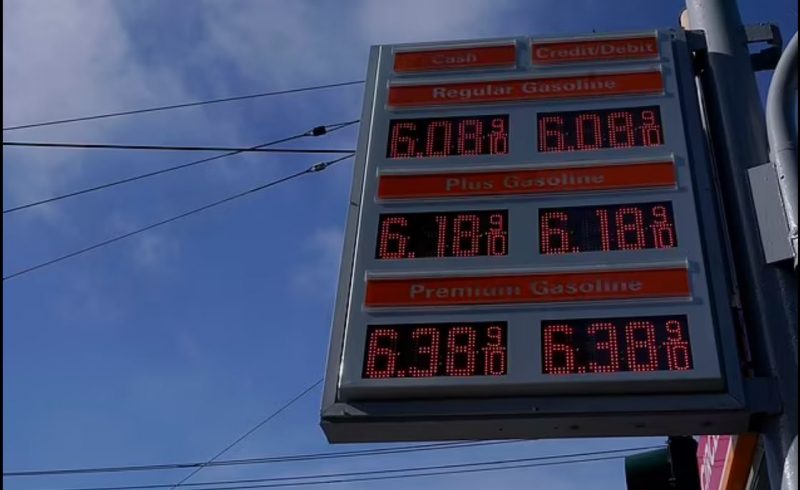 Cash Credit/Debit
Regular Gasoline
6.08 9/10 6.08 9/10
Plus Gasoline
6.18 9/10 6.18 9/10
Premium Gasoline
6.38 9/10 6.38 9/10